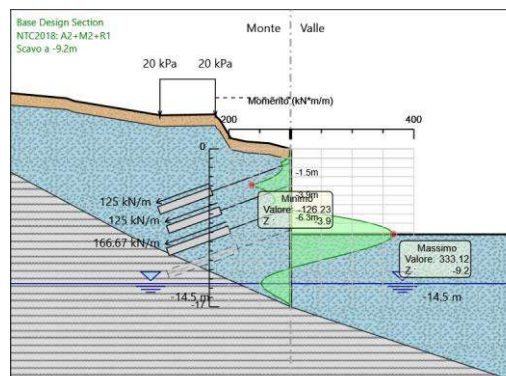 Base Design Section
NTC2018: A2+M2+R1
Scavo a -9.2m
Monte
Valle
20 kPa
20 kPa
Momento (kN*m/m)
200
400
0
-1.5m
-3.9m
125 kN/m
Minimo
Valore: -126.23
Z -3.9
-6.3m
125 kN/m
166.67 kN/m
Massimo
Valore: 333.12
Z -9.2
-14.5 m
-14.5 m
-17